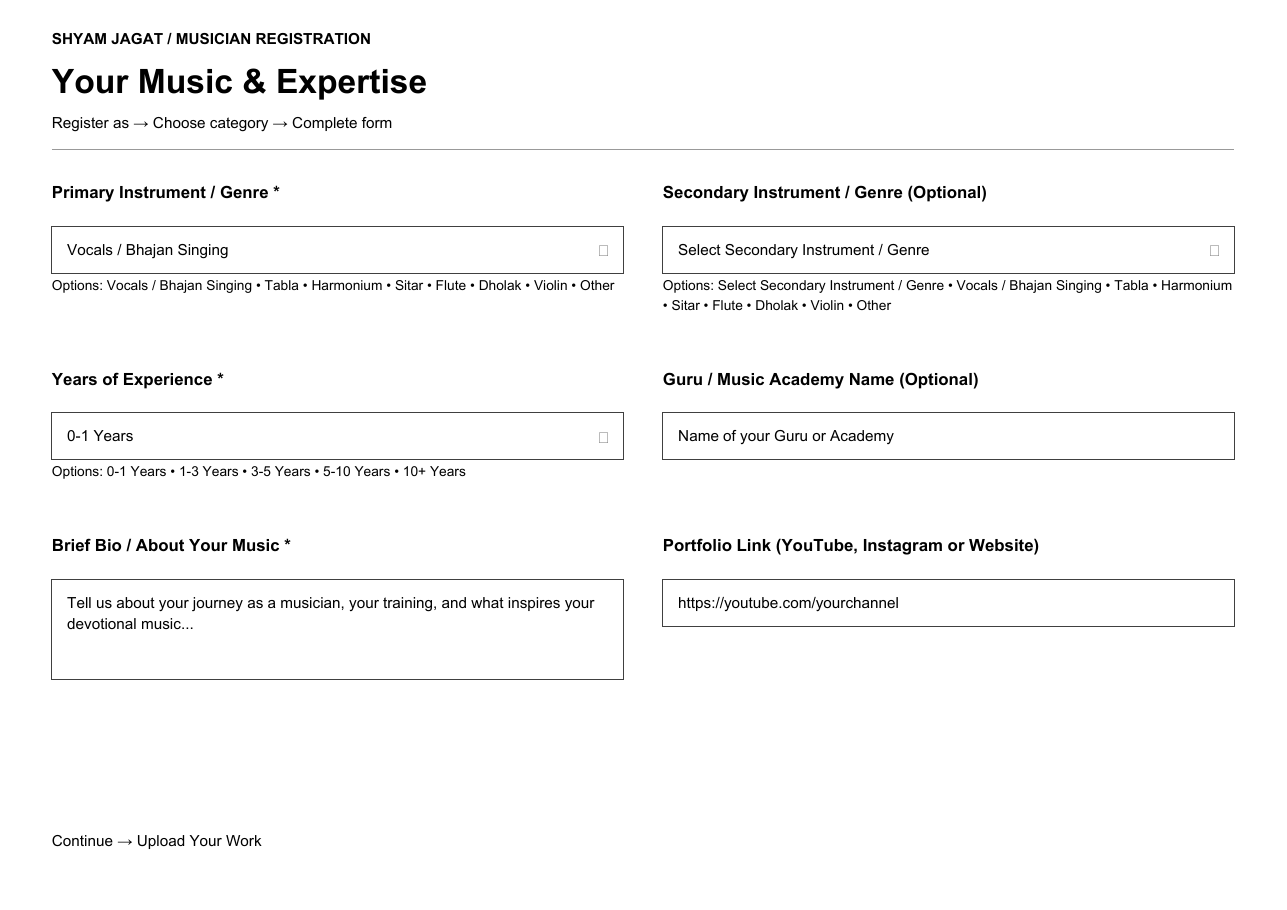 SHYAM JAGAT / MUSICIAN REGISTRATION
Your Music & Expertise
Register as → Choose category → Complete form
Primary Instrument / Genre *
Vocals / Bhajan Singing
Options: Vocals / Bhajan Singing • Tabla • Harmonium • Sitar • Flute • Dholak • Violin • Other
Secondary Instrument / Genre (Optional)
Select Secondary Instrument / Genre
Options: Select Secondary Instrument / Genre • Vocals / Bhajan Singing • Tabla • Harmonium
• Sitar • Flute • Dholak • Violin • Other
Years of Experience *
0-1 Years
Options: 0-1 Years • 1-3 Years • 3-5 Years • 5-10 Years • 10+ Years
Guru / Music Academy Name (Optional)
Name of your Guru or Academy
Brief Bio / About Your Music *
Tell us about your journey as a musician, your training, and what inspires your
devotional music...
Portfolio Link (YouTube, Instagram or Website)
https://youtube.com/yourchannel
Continue → Upload Your Work